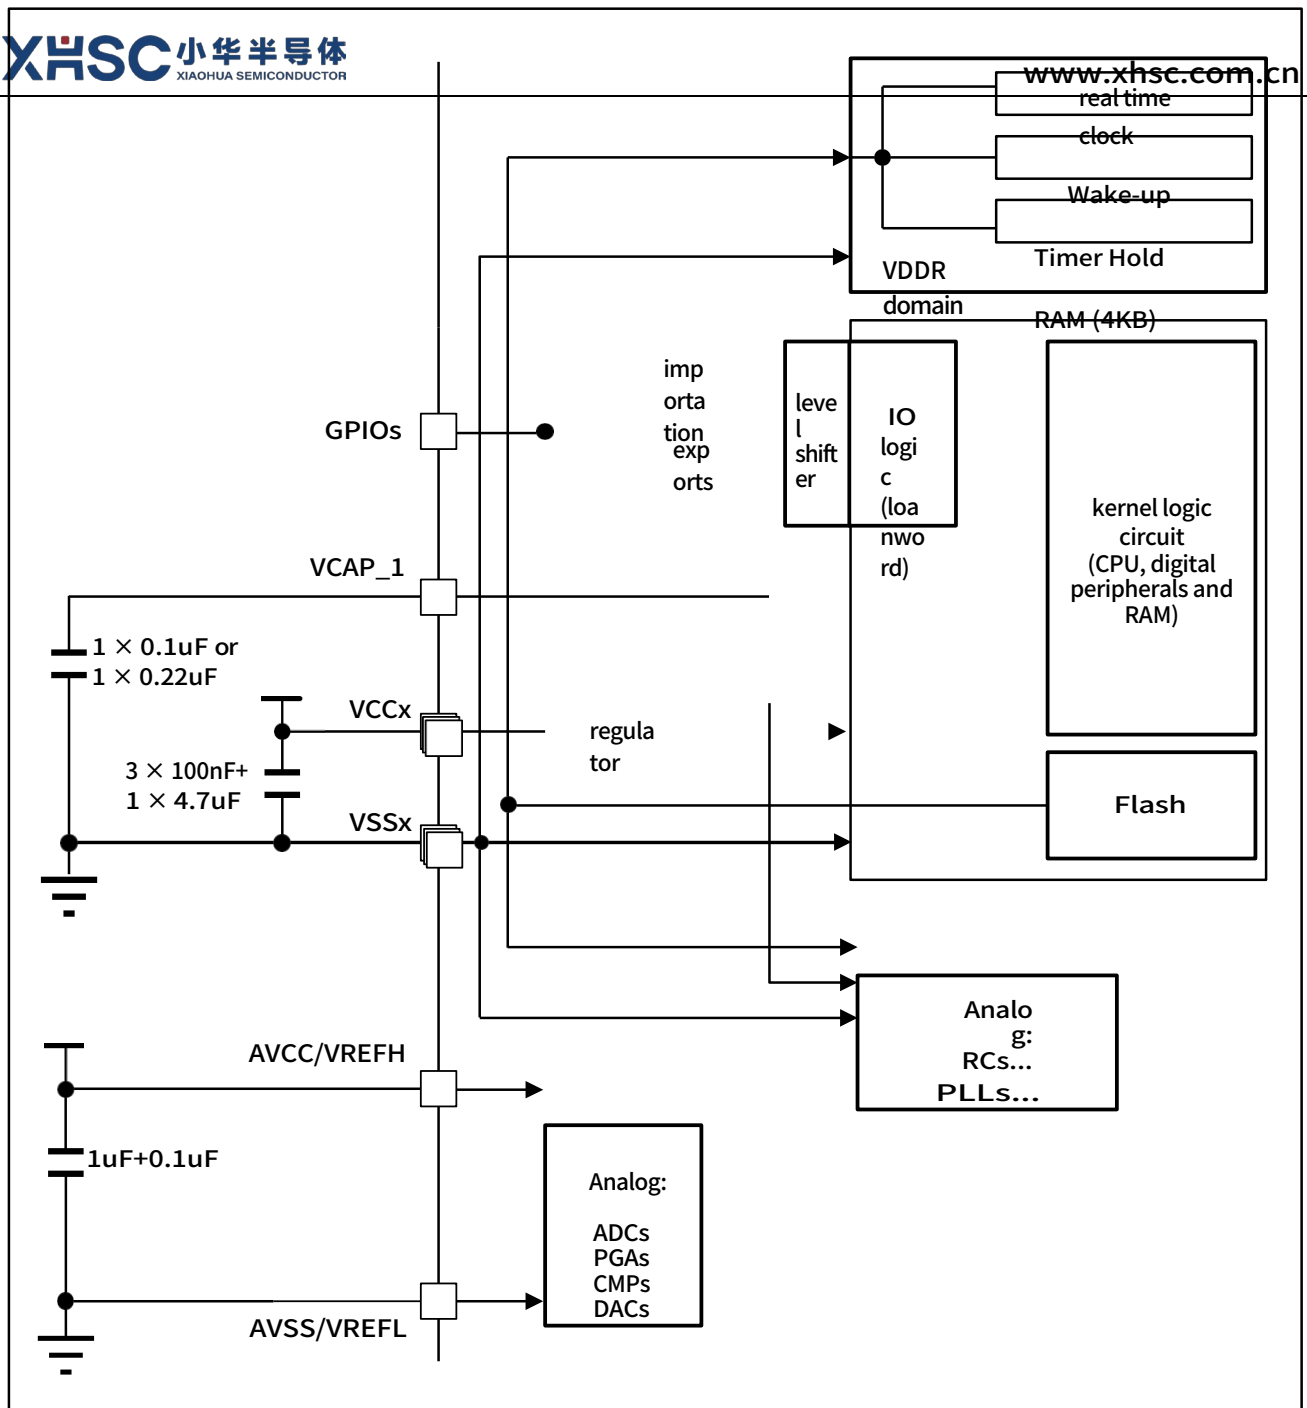 XHSC 小华半导体
XIAOHUA SEMICONDUCTOR
www.xhsc.com.cn
real time
clock
Wake-up
Timer Hold
VDDR
domain
RAM (4KB)
imp
orta
tion
exp
orts
leve
l
shift
er
IO
logi
c
(loa
nwo
rd)
GPIOs
kernel logic
circuit
(CPU, digital
peripherals and
RAM)
VCAP_1
1 × 0.1uF or
1 × 0.22uF
VCCx
regula
tor
3 × 100nF+
1 × 4.7uF
Flash
VSSx
Analo
g:
RCs...
PLLs...
AVCC/VREFH
1uF+0.1uF
Analog:
ADCs
PGAs
CMPs
DACs
AVSS/VREFL